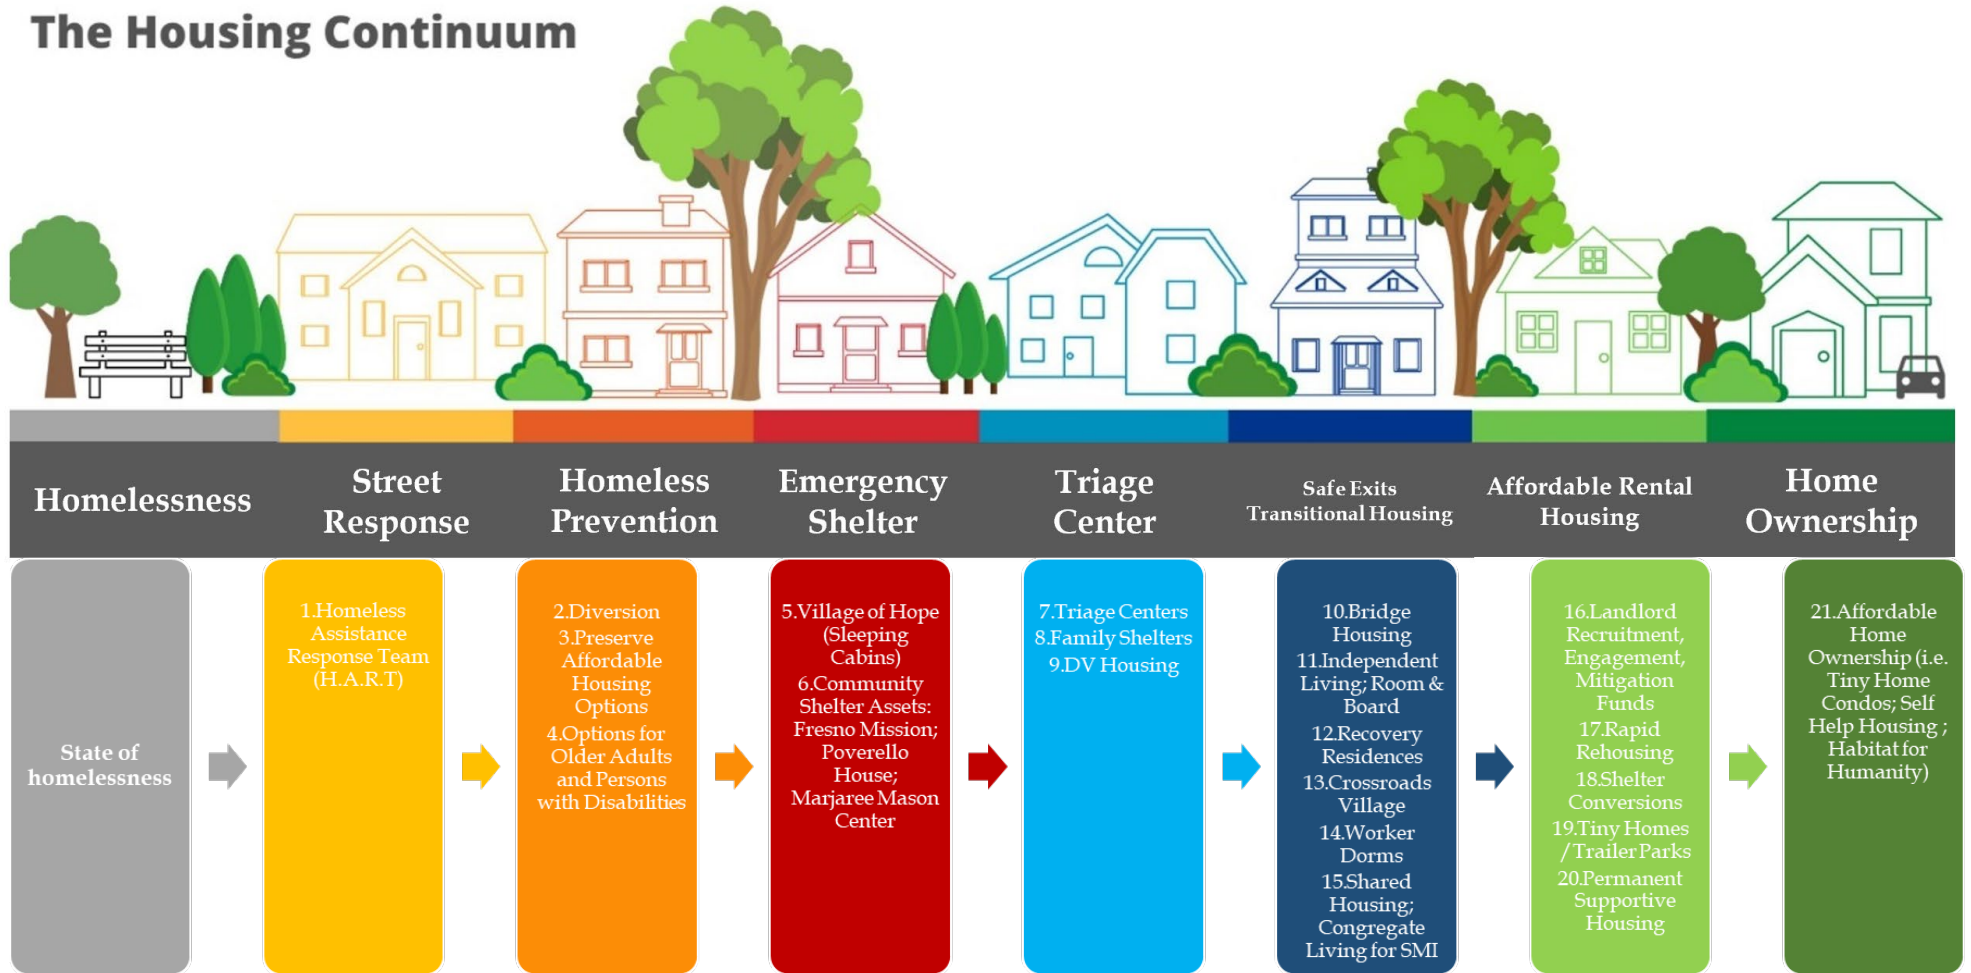 The Housing Continuum
Homelessness
Street
Response
Homeless
Prevention
Emergency
Shelter
Triage
Center
Safe Exits
Transitional Housing
Affordable Rental
Housing
Home
Ownership
State of
homelessness
1.Homeless
Assistance
Response Team
(H.A.R.T)
2.Diversion
3.Preserve
Affordable
Housing
Options
4.Options for
Older Adults
and Persons
with Disabilities
5.Village of Hope
(Sleeping
Cabins)
6.Community
Shelter Assets:
Fresno Mission;
Poverello
House;
Marjaree Mason
Center
7.Triage Centers
8.Family Shelters
9.DV Housing
10.Bridge
Housing
11.Independent
Living; Room &
Board
12.Recovery
Residences
13.Crossroads
Village
14.Worker
Dorms
15.Shared
Housing;
Congregate
Living for SMI
16.Landlord
Recruitment,
Engagement,
Mitigation
Funds
17.Rapid
Rehousing
18.Shelter
Conversions
19.Tiny Homes
/Trailer Parks
20.Permanent
Supportive
Housing
21.Affordable
Home
Ownership (i.e.
Tiny Home
Condos; Self
Help Housing ;
Habitat for
Humanity)